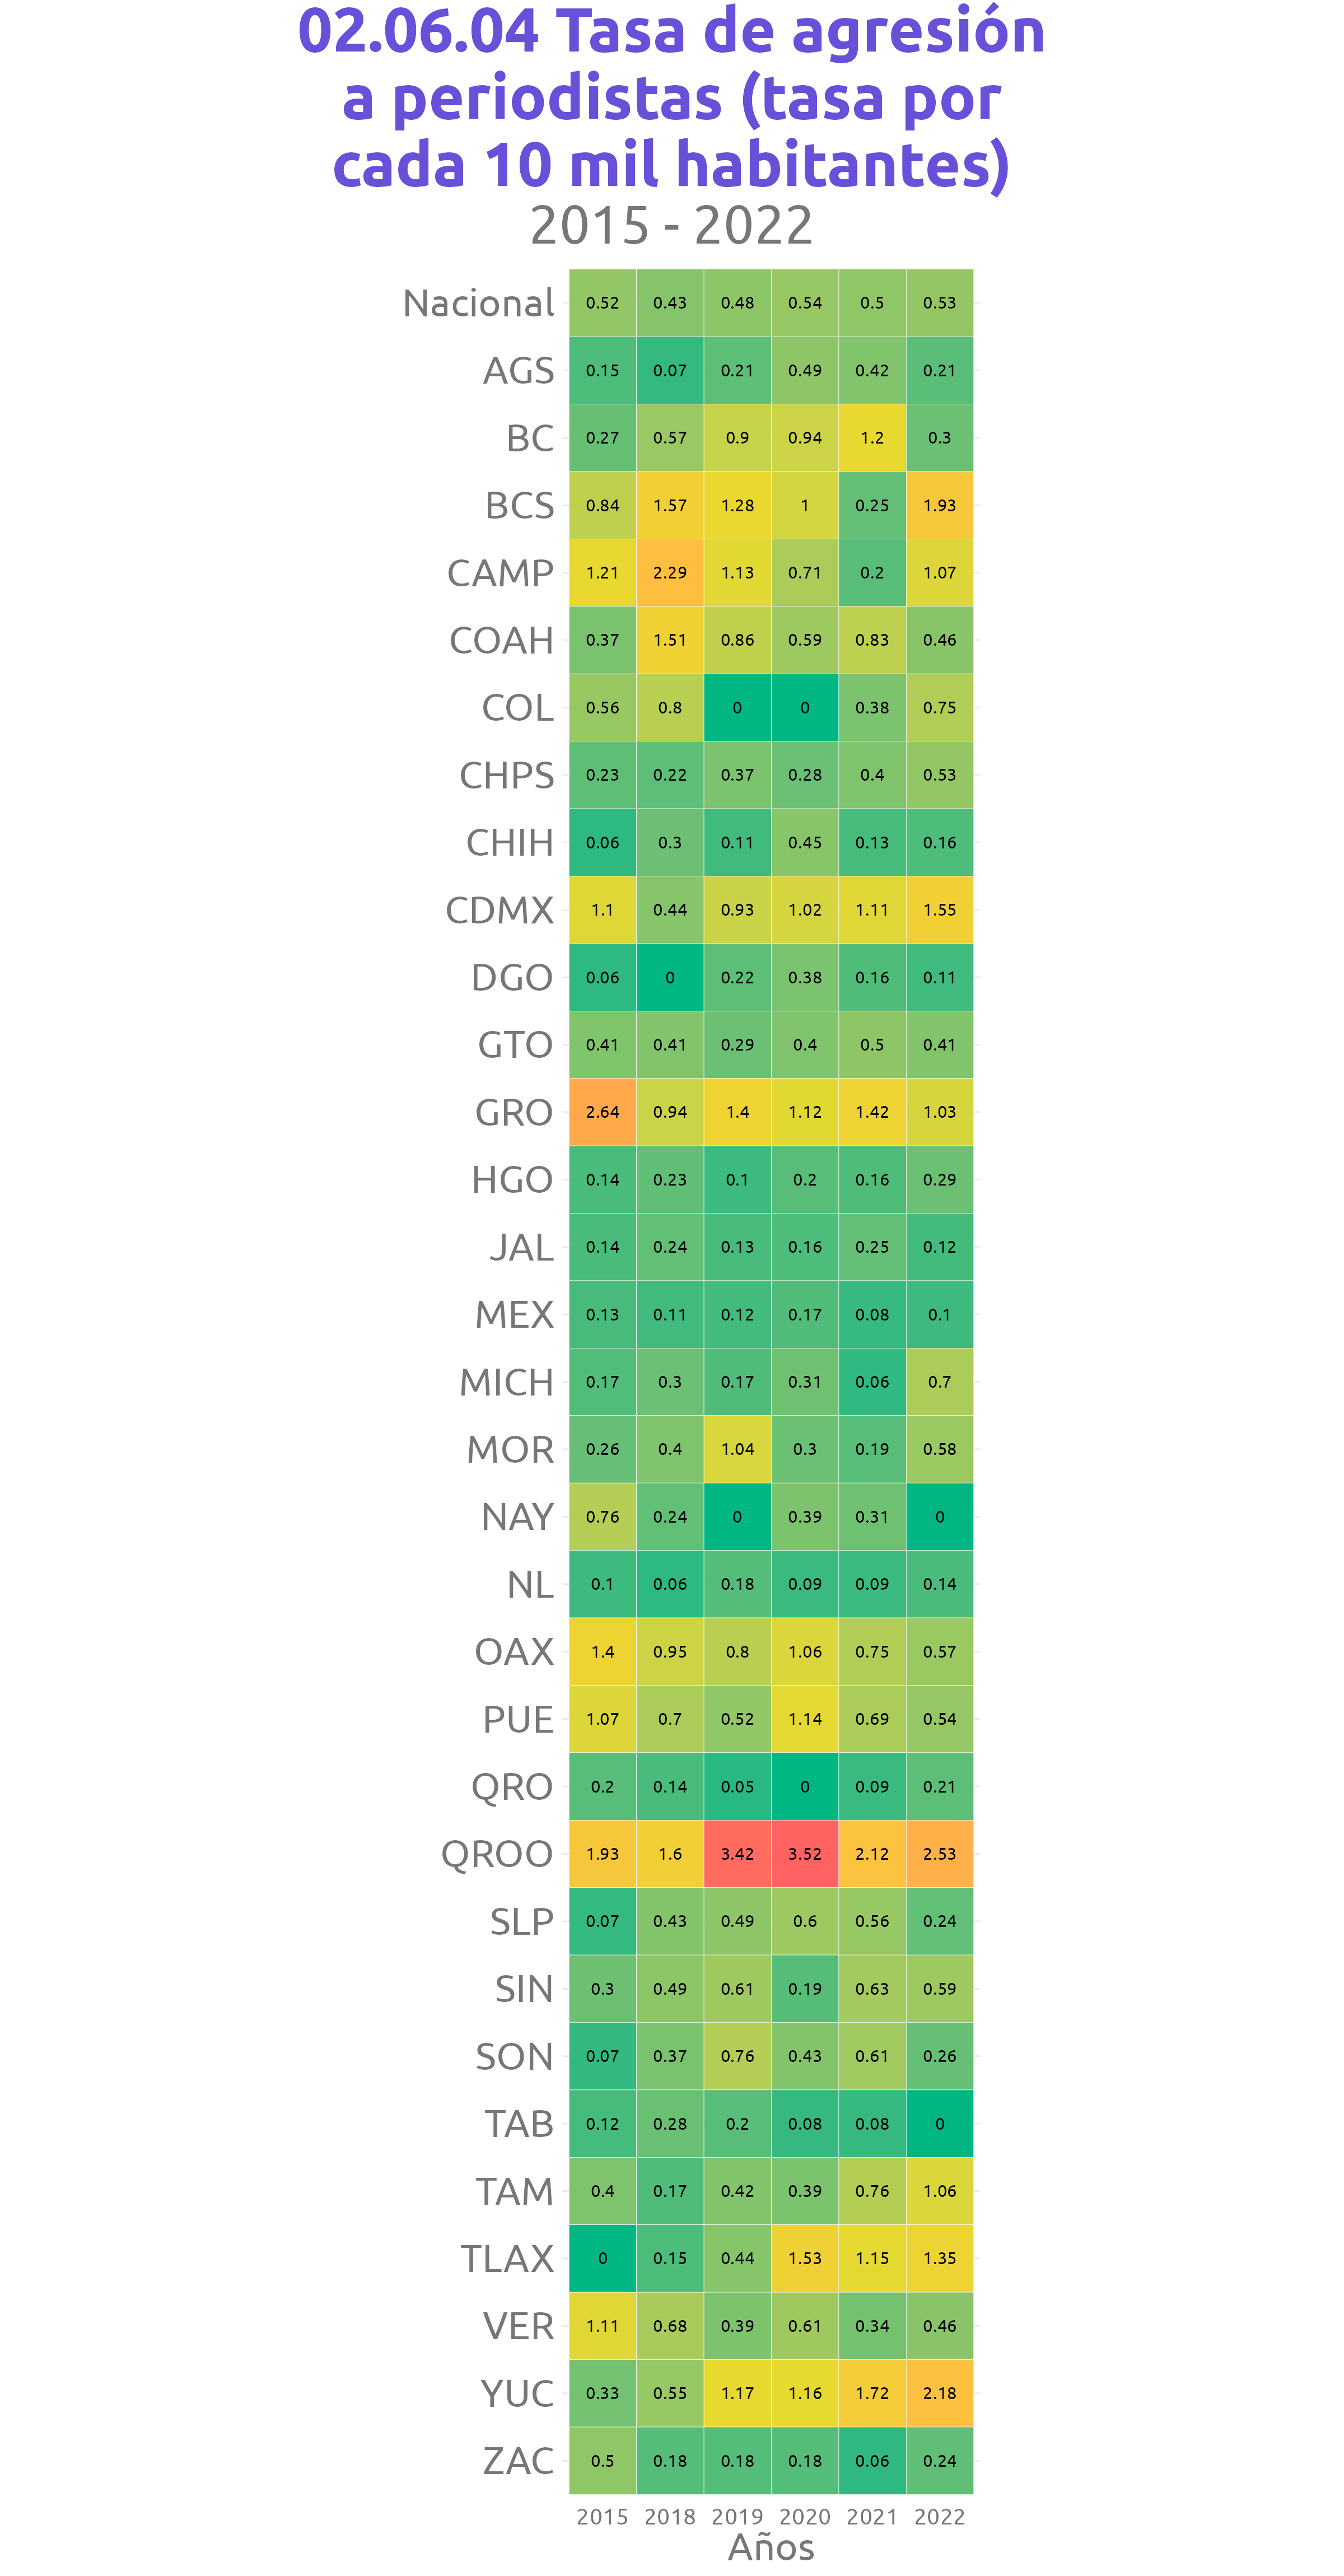 02.06.04 Tasa de agresión
a periodistas (tasa por
cada 10 mil habitantes)
2015 - 2022
Nacional 0.52 0.43 0.48 0.54 0.5 0.53
AGS 0.15 0.07 0.21 0.49 0.42 0.21
BC 0.27 0.57 0.9 0.94 1.2 0.3
BCS 0.84 1.57 1.28 1 0.25 1.93
CAMP 1.21 2.29 1.13 0.71 0.2 1.07
COAH 0.37 1.51 0.86 0.59 0.83 0.46
COL 0.56 0.8 0 0 0.38 0.75
CHPS 0.23 0.22 0.37 0.28 0.4 0.53
CHIH 0.06 0.3 0.11 0.45 0.13 0.16
CDMX 1.1 0.44 0.93 1.02 1.11 1.55
DGO 0.06 0 0.22 0.38 0.16 0.11
GTO 0.41 0.41 0.29 0.4 0.5 0.41
GRO 2.64 0.94 1.4 1.12 1.42 1.03
HGO 0.14 0.23 0.1 0.2 0.16 0.29
JAL 0.14 0.24 0.13 0.16 0.25 0.12
MEX 0.13 0.11 0.12 0.17 0.08 0.1
MICH 0.17 0.3 0.17 0.31 0.06 0.7
MOR 0.26 0.4 1.04 0.3 0.19 0.58
NAY 0.76 0.24 0 0.39 0.31 0
NL 0.1 0.06 0.18 0.09 0.09 0.14
OAX 1.4 0.95 0.8 1.06 0.75 0.57
PUE 1.07 0.7 0.52 1.14 0.69 0.54
QRO 0.2 0.14 0.05 0 0.09 0.21
QROO 1.93 1.6 3.42 3.52 2.12 2.53
SLP 0.07 0.43 0.49 0.6 0.56 0.24
SIN 0.3 0.49 0.61 0.19 0.63 0.59
SON 0.07 0.37 0.76 0.43 0.61 0.26
TAB 0.12 0.28 0.2 0.08 0.08 0
TAM 0.4 0.17 0.42 0.39 0.76 1.06
TLAX 0 0.15 0.44 1.53 1.15 1.35
VER 1.11 0.68 0.39 0.61 0.34 0.46
YUC 0.33 0.55 1.17 1.16 1.72 2.18
ZAC 0.5 0.18 0.18 0.18 0.06 0.24
2015 2018 2019 2020 2021 2022
Años